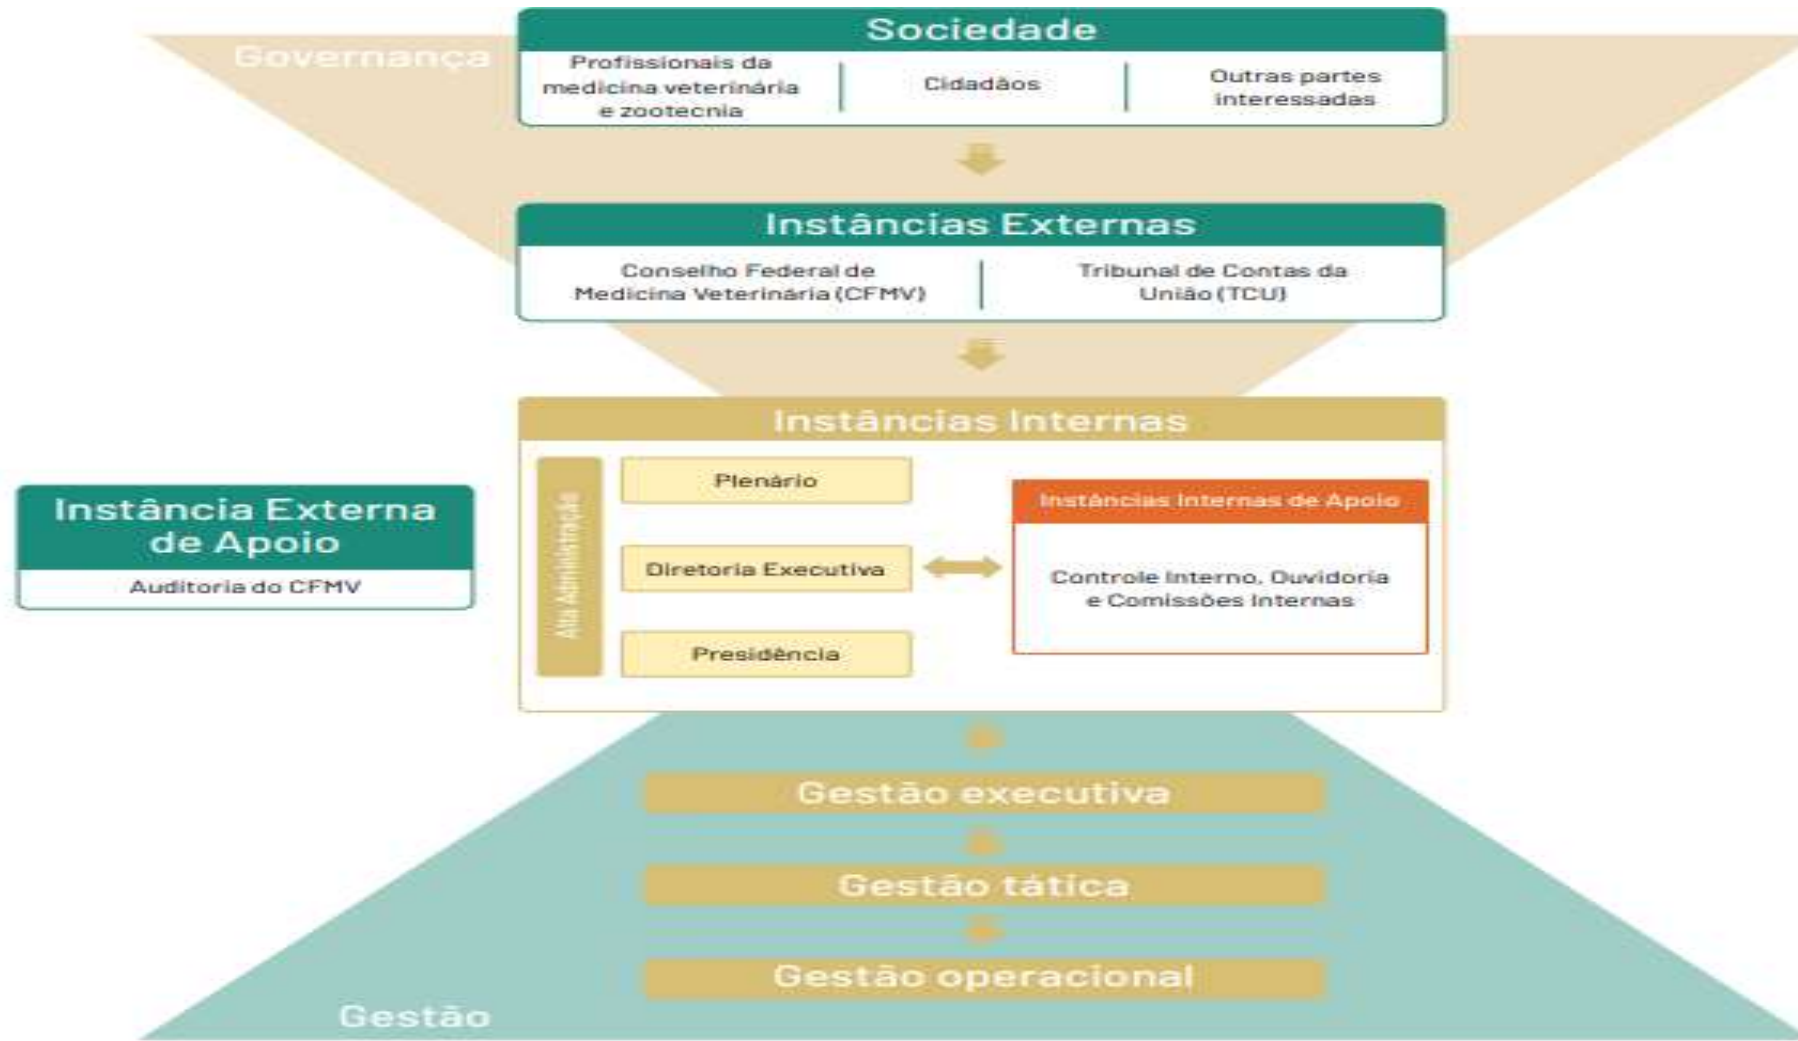 Governança
Sociedade
Profissionais da
medicina veterinária
e zootecnia
Cidadãos
Outras partes
interessadas
Instâncias Externas
Conselho Federal de
Medicina Veterinária (CFMV)
Tribunal de Contas da
União (TCU)
Instâncias Internas
Alta Administração
Plenário
Diretoria Executiva
Presidência
Instâncias Internas de Apoio
Controle Interno, Ouvidoria
e Comissões Internas
Instância Externa
de Apoio
Auditoria do CFMV
Gestão executiva
Gestão tática
Gestão operacional
Gestão